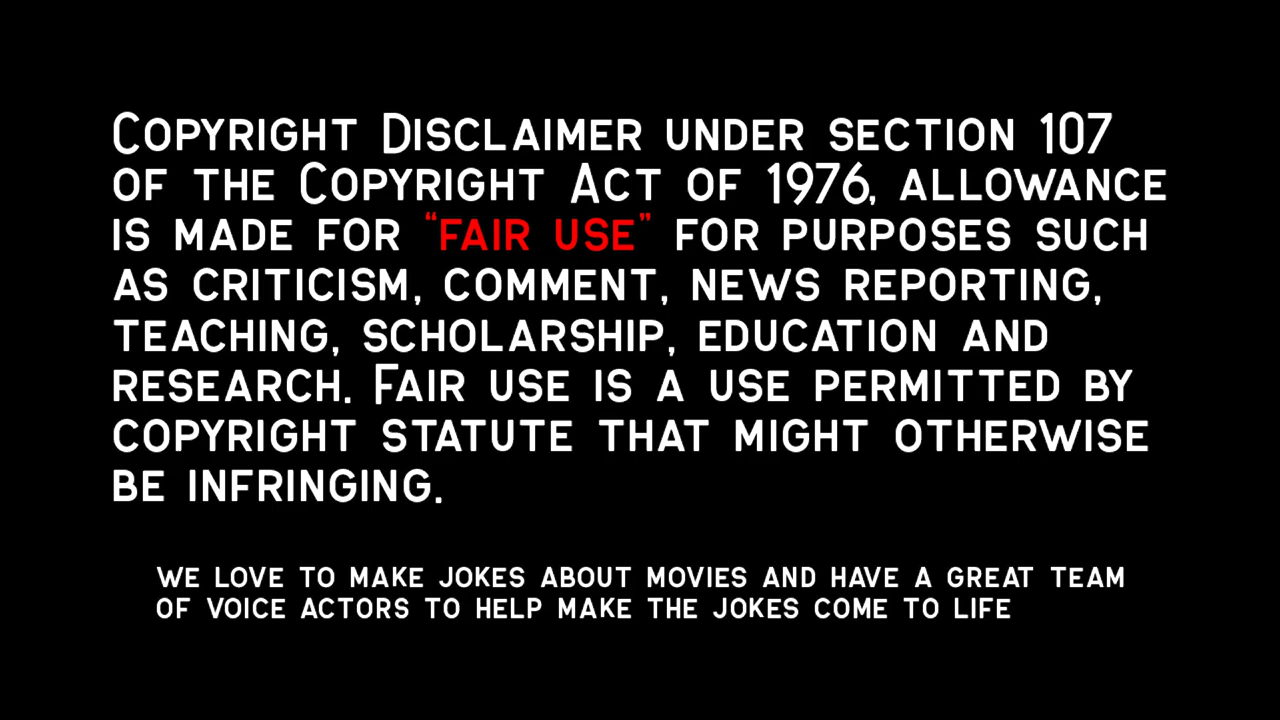 Copyright Disclaimer under section 107
of the Copyright Act of 1976, allowance
is made for “fair use” for purposes such
as criticism, comment, news reporting,
teaching, scholarship, education and
research. Fair use is a use permitted by
copyright statute that might otherwise
be infringing.
we love to make jokes about movies and have a great team
of voice actors to help make the jokes come to life